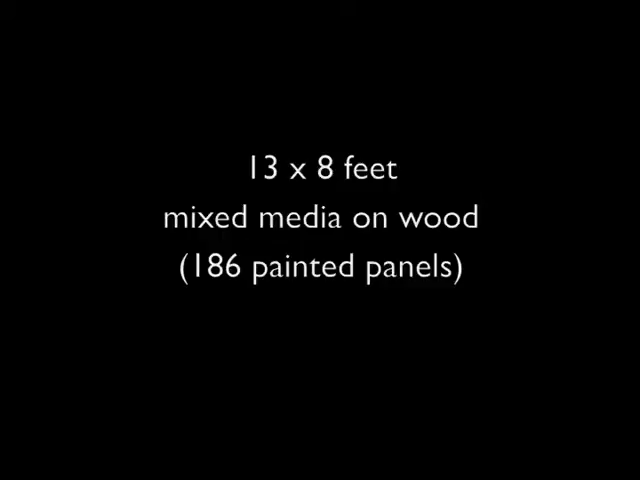 13 x 8 feet
mixed media on wood
(186 painted panels)